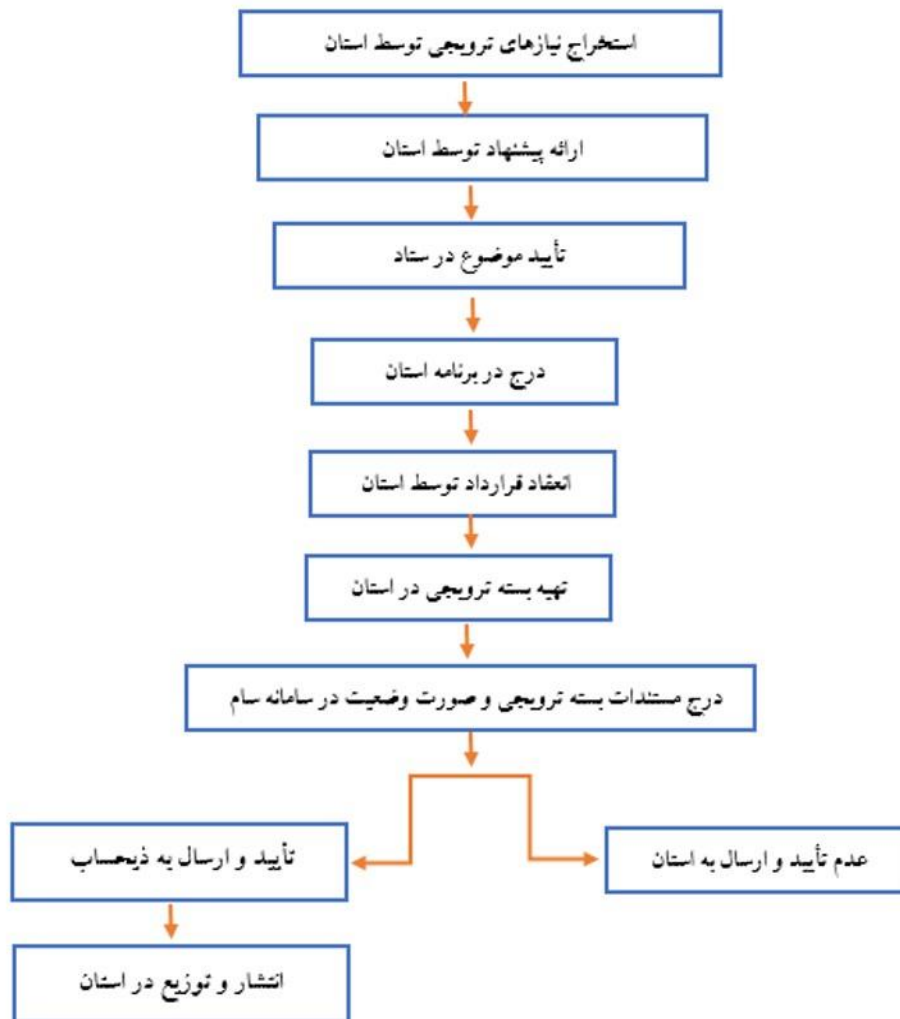 استخراج نیازهای ترویجی توسط استان
ارائه پیشنهاد توسط استان
تأیید موضوع در ستاد
درج در برنامه استان
انعقاد قرارداد توسط استان
تهیه بسته ترویجی در استان
درج مستندات بسته ترویجی و صورت وضعیت در سامانه سام
عدم تأیید و ارسال به استان
تأیید و ارسال به ذیحساب
انتشار و توزیع در استان